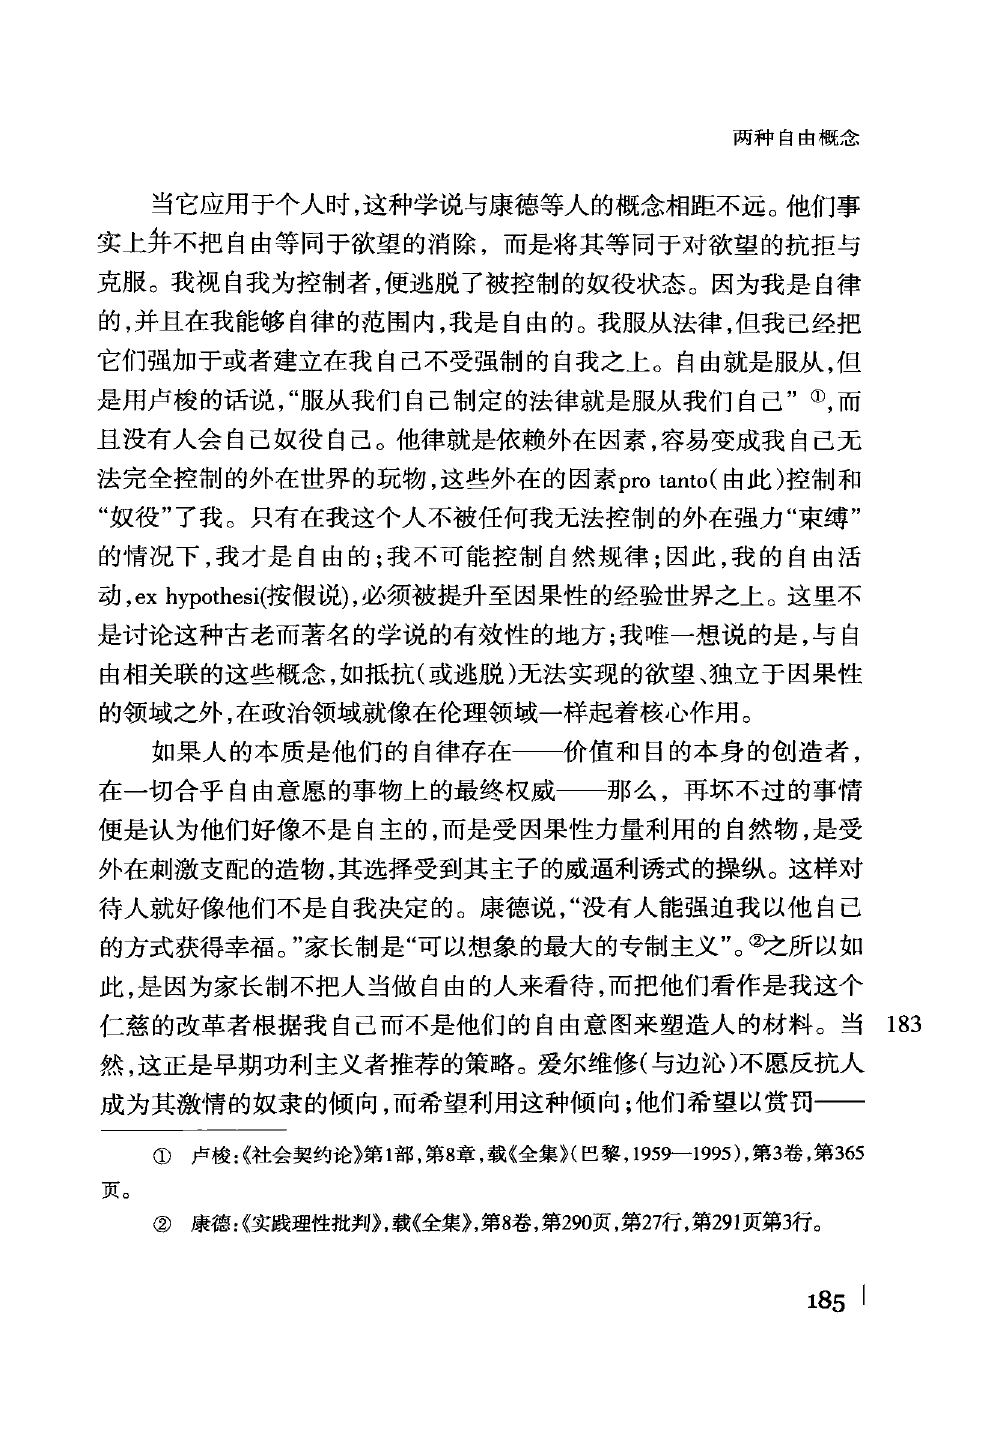 两种自由概念
当它应用于个人时,这种学说与康德等人的概念相距不远。他们事
实上并不把自由等同于欲望的消除，而是将其等同于对欲望的抗拒与
克服。我视自我为控制者,便逃脱了被控制的奴役状态。因为我是自律
的,并且在我能够自律的范围内,我是自由的。我服从法律,但我已经把
它们强加于或者建立在我自己不受强制的自我之上。自由就是服从,但
是用卢梭的话说,“服从我们自己制定的法律就是服从我们自己”①,而
且没有人会自己奴役自己。他律就是依赖外在因素,容易变成我自己无
法完全控制的外在世界的玩物,这些外在的因素pro tanto(由此)控制和
“奴役”了我。只有在我这个人不被任何我无法控制的外在强力“束缚”
的情况下,我才是自由的;我不可能控制自然规律;因此,我的自由活
动,ex hypothesi(按假说),必须被提升至因果性的经验世界之上。这里不
是讨论这种古老而著名的学说的有效性的地方;我唯一想说的是,与自
由相关联的这些概念,如抵抗(或逃脱)无法实现的欲望、独立于因果性
的领域之外,在政治领域就像在伦理领域一样起着核心作用。
如果人的本质是他们的自律存在——价值和目的本身的创造者，
在一切合乎自由意愿的事物上的最终权威——那么，再坏不过的事情
便是认为他们好像不是自主的,而是受因果性力量利用的自然物,是受
外在刺激支配的造物,其选择受到其主子的威逼利诱式的操纵。这样对
待人就好像他们不是自我决定的。康德说,“没有人能强迫我以他自己
的方式获得幸福。”家长制是“可以想象的最大的专制主义”。②之所以如
此,是因为家长制不把人当做自由的人来看待,而把他们看作是我这个
仁慈的改革者根据我自己而不是他们的自由意图来塑造人的材料。当 183
然,这正是早期功利主义者推荐的策略。爱尔维修(与边沁)不愿反抗人
成为其激情的奴隶的倾向,而希望利用这种倾向;他们希望以赏罚——
① 卢梭:《社会契约论》第1部,第8章,载《全集》(巴黎,1959—1995),第3卷,第365
页。
② 康德:《实践理性批判》,载《全集》,第8卷,第290页,第27行,第291页第3行。
185